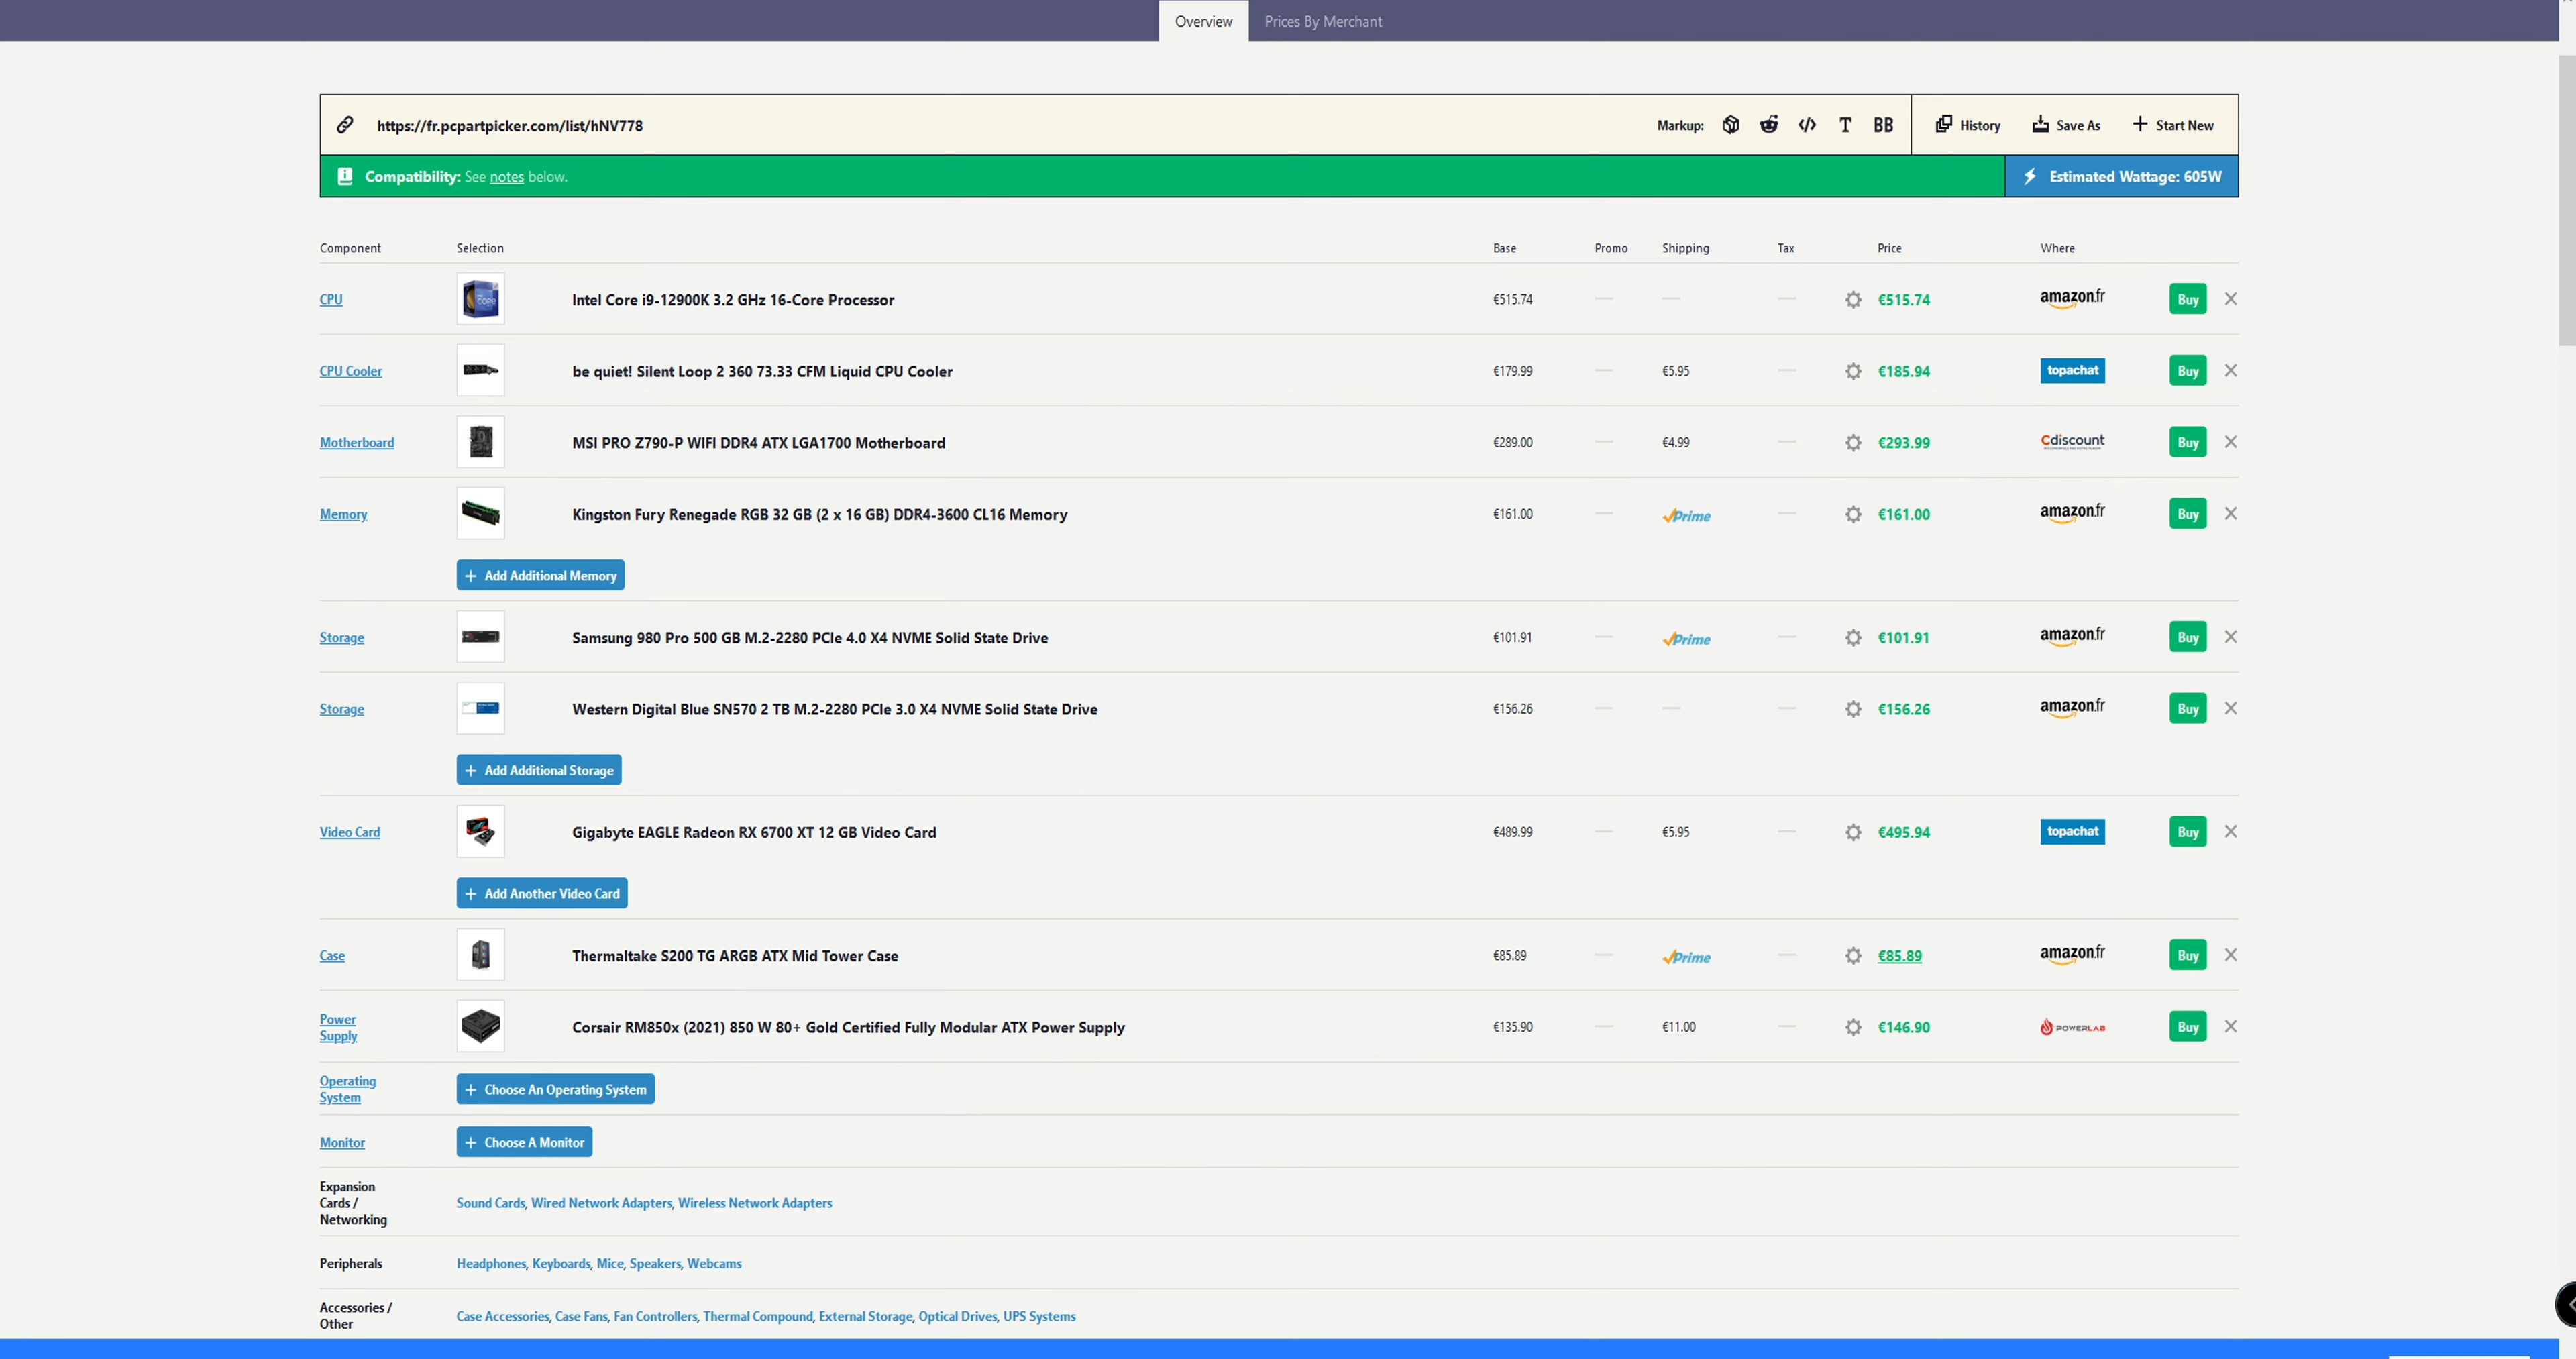 Overview Prices By Merchant
https://fr.pcpartpicker.com/list/hNV778 Markup: T BB History Save As Start New
Compatibility: See notes below. Estimated Wattage: 605W
Component Selection Base Promo Shipping Tax Price Where
CPU Intel Core i9-12900K 3.2 GHz 16-Core Processor €515.74 — — — €515.74 amazon.fr Buy
CPU Cooler be quiet! Silent Loop 2 360 73.33 CFM Liquid CPU Cooler €179.99 — €5.95 — €185.94 topachat Buy
Motherboard MSI PRO Z790-P WIFI DDR4 ATX LGA1700 Motherboard €289.00 — €4.99 — €293.99 Cdiscount Buy
Memory Kingston Fury Renegade RGB 32 GB (2 x 16 GB) DDR4-3600 CL16 Memory €161.00 — Prime — €161.00 amazon.fr Buy
+ Add Additional Memory
Storage Samsung 980 Pro 500 GB M.2-2280 PCIe 4.0 X4 NVME Solid State Drive €101.91 — Prime — €101.91 amazon.fr Buy
Storage Western Digital Blue SN570 2 TB M.2-2280 PCIe 3.0 X4 NVME Solid State Drive €156.26 — — — €156.26 amazon.fr Buy
+ Add Additional Storage
Video Card Gigabyte EAGLE Radeon RX 6700 XT 12 GB Video Card €489.99 — €5.95 — €495.94 topachat Buy
+ Add Another Video Card
Case Thermaltake S200 TG ARGB ATX Mid Tower Case €85.89 — Prime — €85.89 amazon.fr Buy
Power
Supply Corsair RM850x (2021) 850 W 80+ Gold Certified Fully Modular ATX Power Supply €135.90 — €11.00 — €146.90 POWERLAB Buy
Operating
System + Choose An Operating System
Monitor + Choose A Monitor
Expansion
Cards /
Networking Sound Cards, Wired Network Adapters, Wireless Network Adapters
Peripherals Headphones, Keyboards, Mice, Speakers, Webcams
Accessories /
Other Case Accessories, Case Fans, Fan Controllers, Thermal Compound, External Storage, Optical Drives, UPS Systems